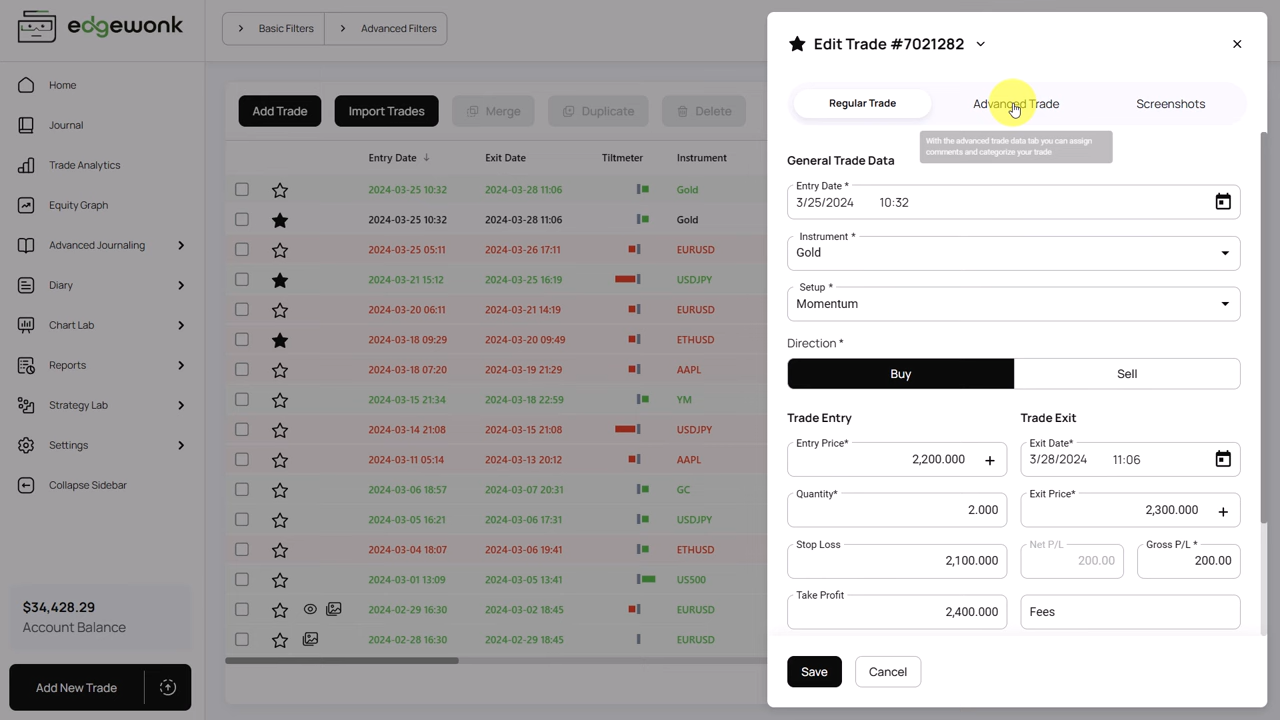 edgewonk
Home
Journal
Trade Analytics
Equity Graph
Advanced Journaling
Diary
Chart Lab
Reports
Strategy Lab
Settings
Collapse Sidebar
$34,428.29
Account Balance
Add New Trade
Basic Filters
Advanced Filters
Add Trade
Import Trades
Merge
Duplicate
Delete
Entry Date Exit Date Tiltmeter Instrument
2024-03-25 10:32 2024-03-28 11:06 Gold
2024-03-25 10:32 2024-03-28 11:06 Gold
2024-03-25 05:11 2024-03-26 17:11 EURUSD
2024-03-21 15:12 2024-03-25 16:19 USDJPY
2024-03-20 06:11 2024-03-21 14:19 EURUSD
2024-03-18 09:29 2024-03-20 09:49 ETHUSD
2024-03-18 07:20 2024-03-19 21:29 AAPL
2024-03-15 21:34 2024-03-18 22:59 YM
2024-03-14 21:08 2024-03-15 21:08 USDJPY
2024-03-11 05:14 2024-03-13 20:12 AAPL
2024-03-06 18:57 2024-03-07 20:31 GC
2024-03-05 16:21 2024-03-06 17:31 USDJPY
2024-03-04 18:07 2024-03-06 19:41 ETHUSD
2024-03-01 13:09 2024-03-05 13:41 US500
2024-02-29 16:30 2024-03-02 18:45 EURUSD
2024-02-28 16:30 2024-02-29 18:45 EURUSD
Edit Trade #7021282
Regular Trade
Advanced Trade
Screenshots
With the advanced trade data tab you can assign
comments and categorize your trade
General Trade Data
Entry Date *
3/25/2024 10:32
Instrument *
Gold
Setup *
Momentum
Direction *
Buy
Sell
Trade Entry
Entry Price*
2,200.000 +
Quantity*
2.000
Stop Loss
2,100.000
Take Profit
2,400.000
Trade Exit
Exit Date*
3/28/2024 11:06
Exit Price*
2,300.000 +
Net P/L
200.00
Gross P/L *
200.00
Fees
Save
Cancel